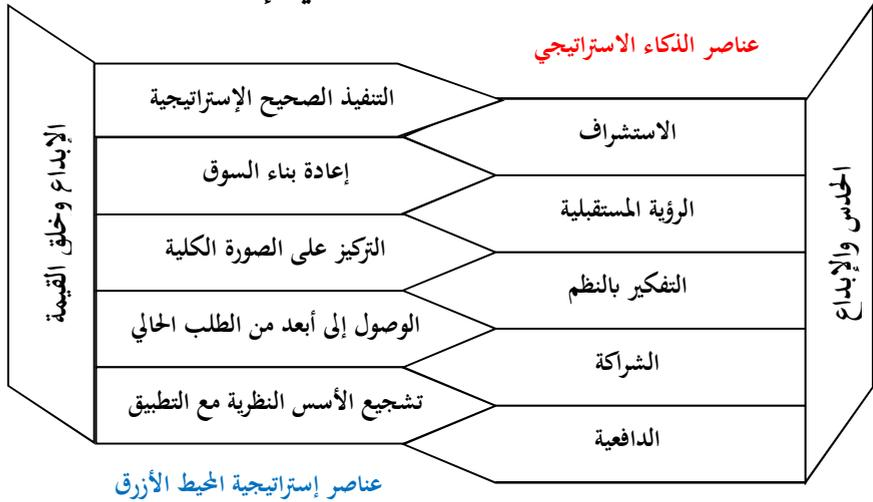 عناصر الذكاء الاستراتيجي
الاستشراف
الرؤية المستقبلية
التفكير بالنظم
الشراكة
الدافعية
الحدس والإبداع
التنفيذ الصحيح الإستراتيجية
إعادة بناء السوق
التركيز على الصورة الكلية
الوصول إلى أبعد من الطلب الحالي
تشجيع الأسس النظرية مع التطبيق
الإبداع وخلق القيمة
عناصر إستراتيجية المحيط الأزرق